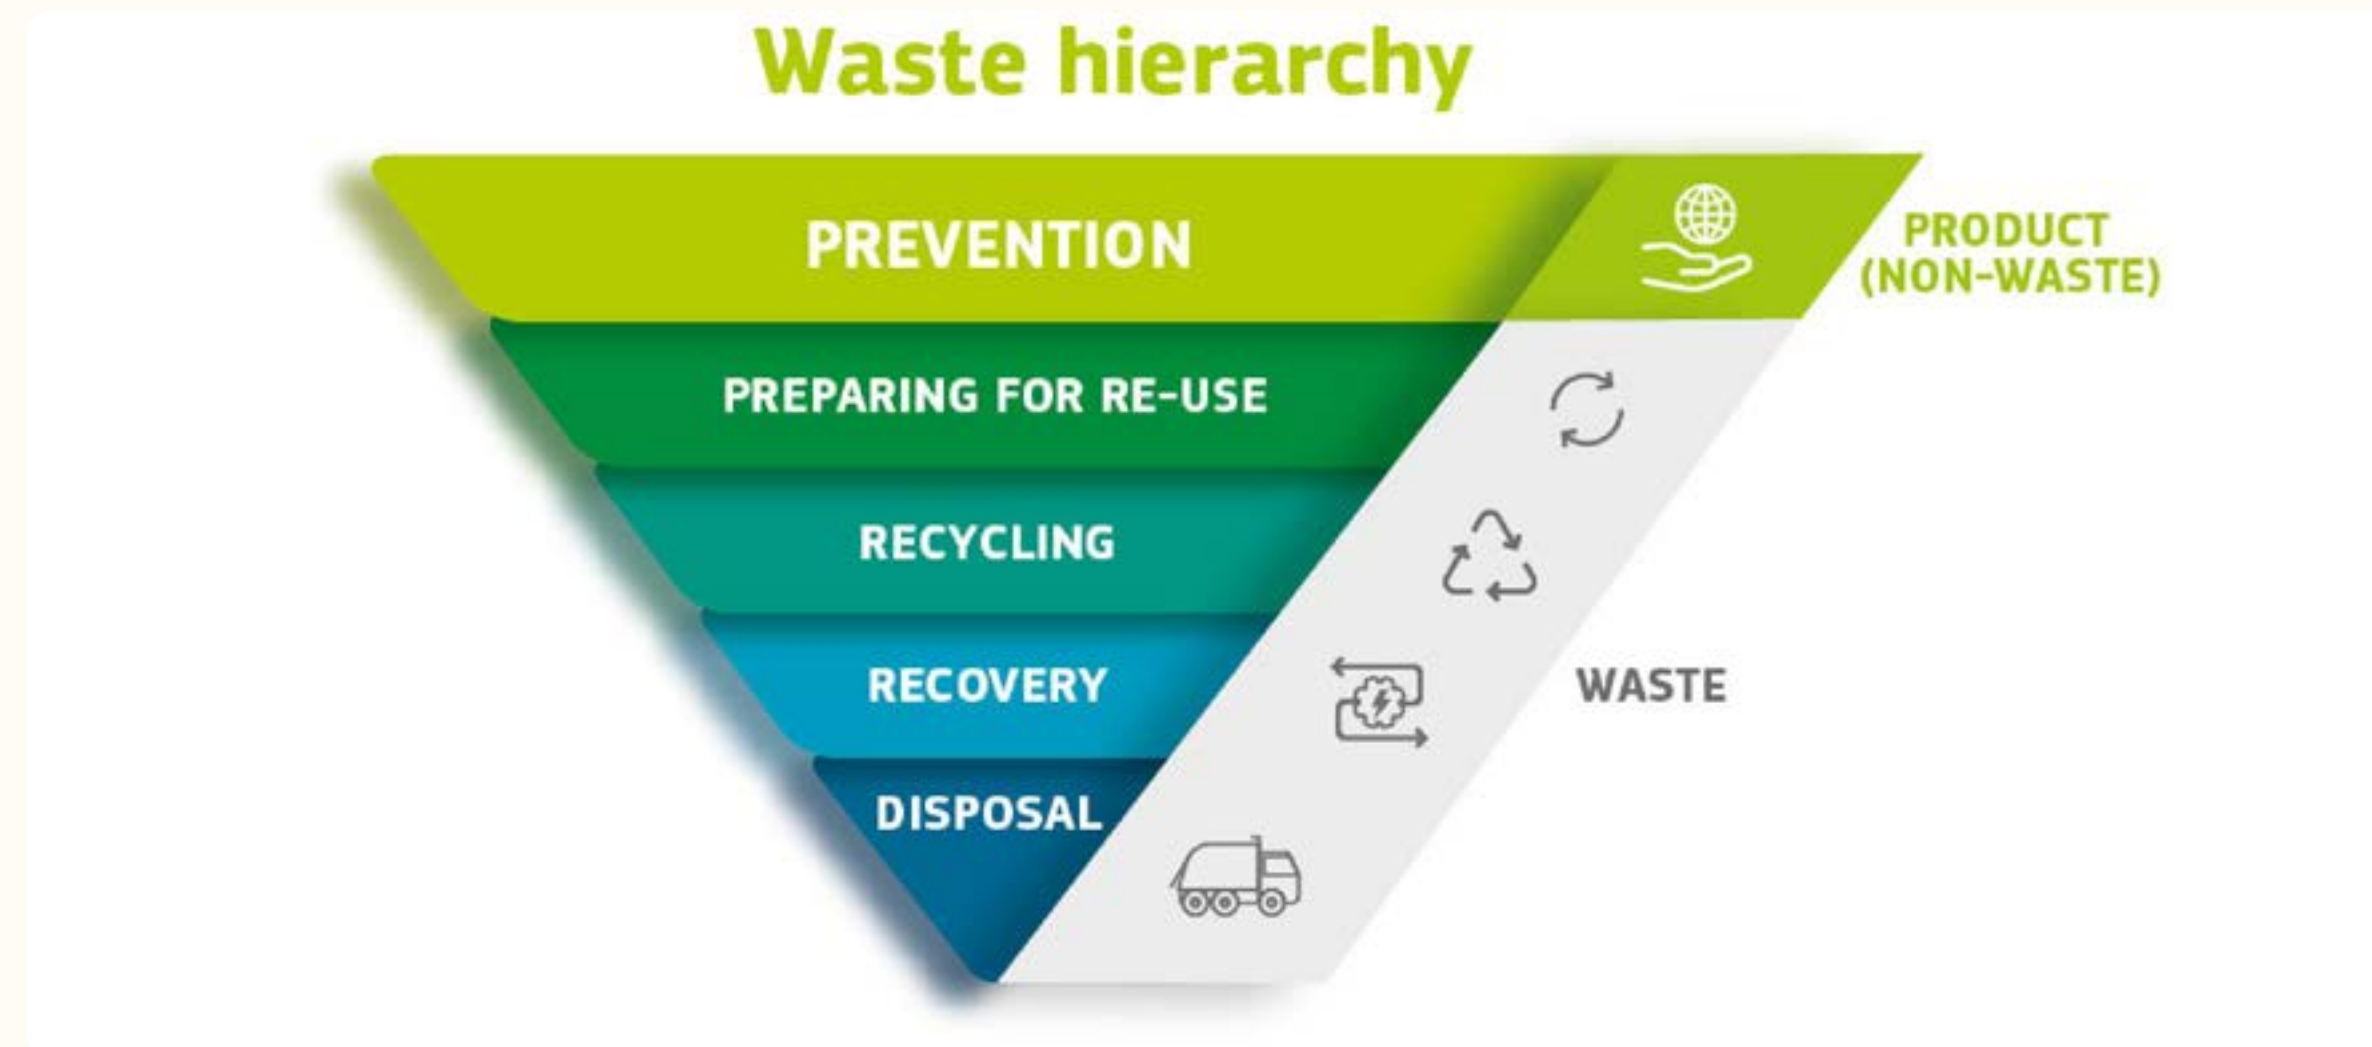 Waste hierarchy
PREVENTION
PRODUCT
(NON-WASTE)
PREPARING FOR RE-USE
RECYCLING
RECOVERY
WASTE
DISPOSAL